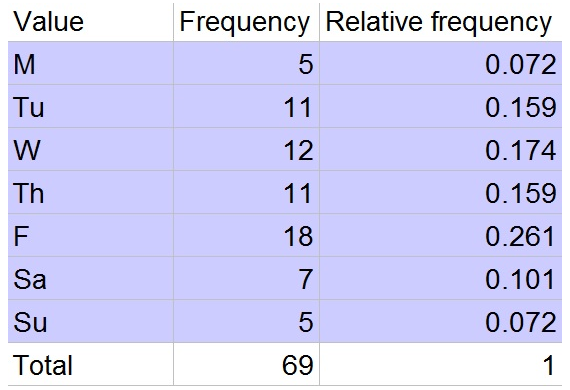 Value Frequency Relative frequency
M 5 0.072
Tu 11 0.159
W 12 0.174
Th 11 0.159
F 18 0.261
Sa 7 0.101
Su 5 0.072
Total 69 1